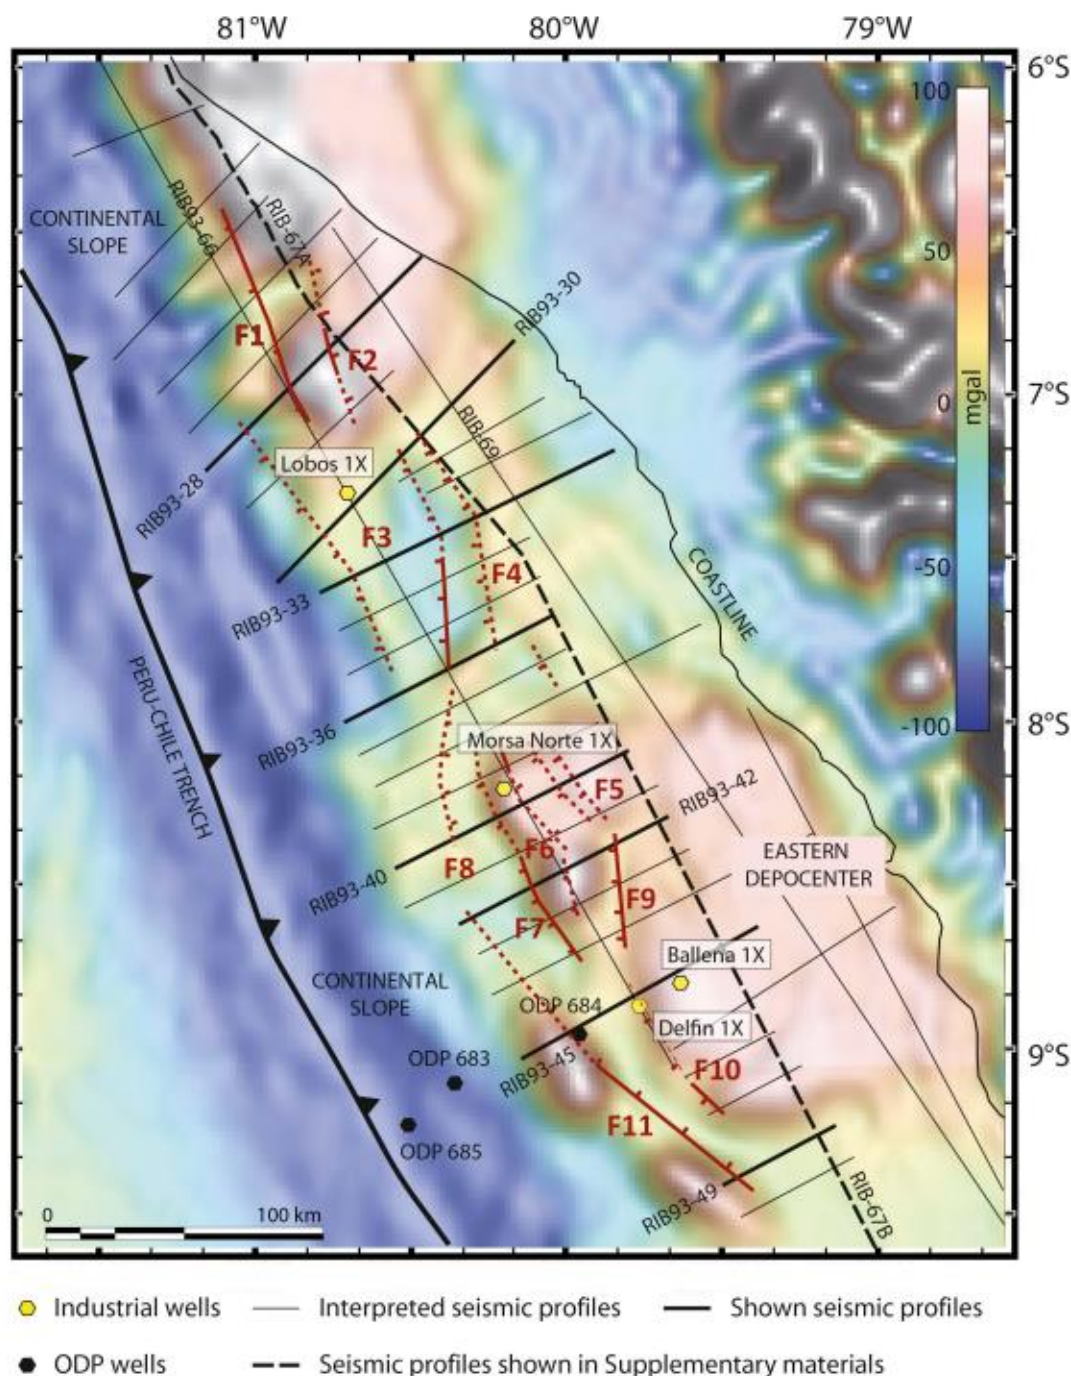 81°W
80°W
79°W
6°S
100
CONTINENTAL
SLOPE
RIB93-66
RIB-67A
50
RIB93-30
F1
F2
7°S
0
mgal
RIB-69
Lobos 1X
RIB93-28
F3
F4
-50
COASTLINE
RIB93-33
PERU-CHILE TRENCH
8°S
-100
RIB93-36
Morsa Norte 1X
F5
RIB93-42
F6
EASTERN
DEPOCENTER
F8
RIB93-40
F9
F7
Ballena 1X
CONTINENTAL
SLOPE
ODP 684
Delfin 1X
9°S
ODP 683
RIB93-45
F10
F11
ODP 685
RIB93-49
RIB-67B
0
100 km
Industrial wells
Interpreted seismic profiles
Shown seismic profiles
ODP wells
Seismic profiles shown in Supplementary materials